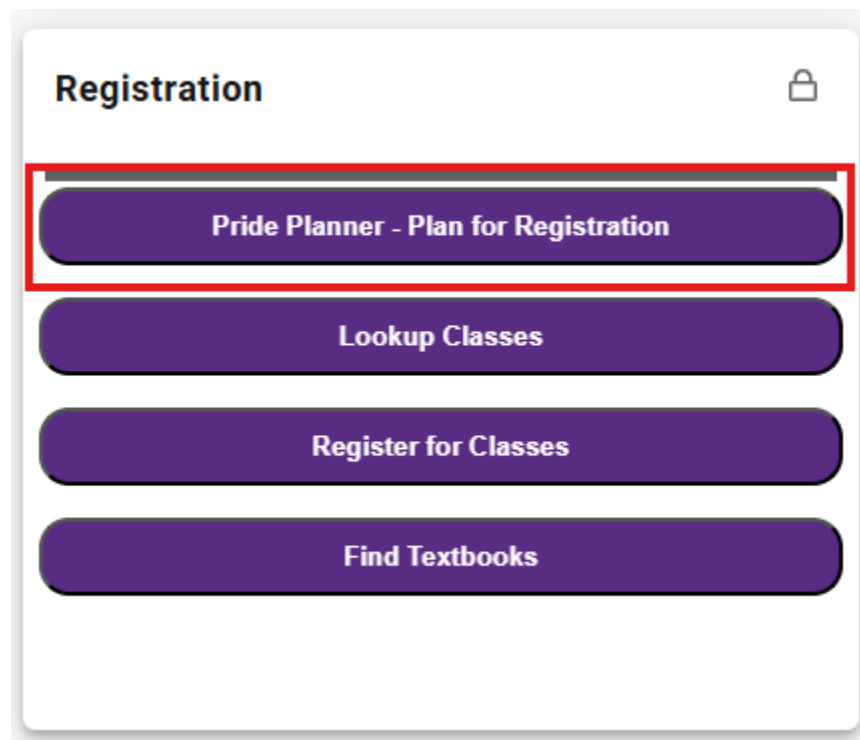 Registration
Pride Planner - Plan for Registration
Lookup Classes
Register for Classes
Find Textbooks